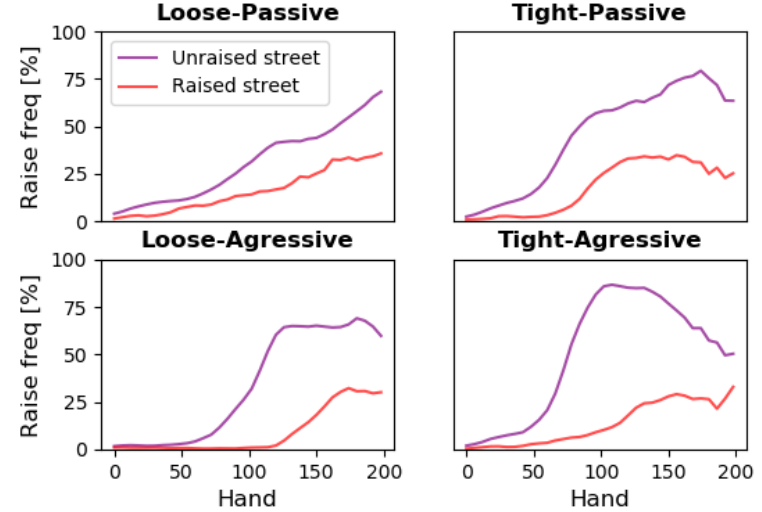 Loose-Passive
Tight-Passive
Raise freq [%]
100
75
50
25
0
Unraised street
Raised street
Loose-Agressive
Tight-Agressive
Raise freq [%]
100
75
50
25
0
0 50 100 150 200
0 50 100 150 200
Hand
Hand